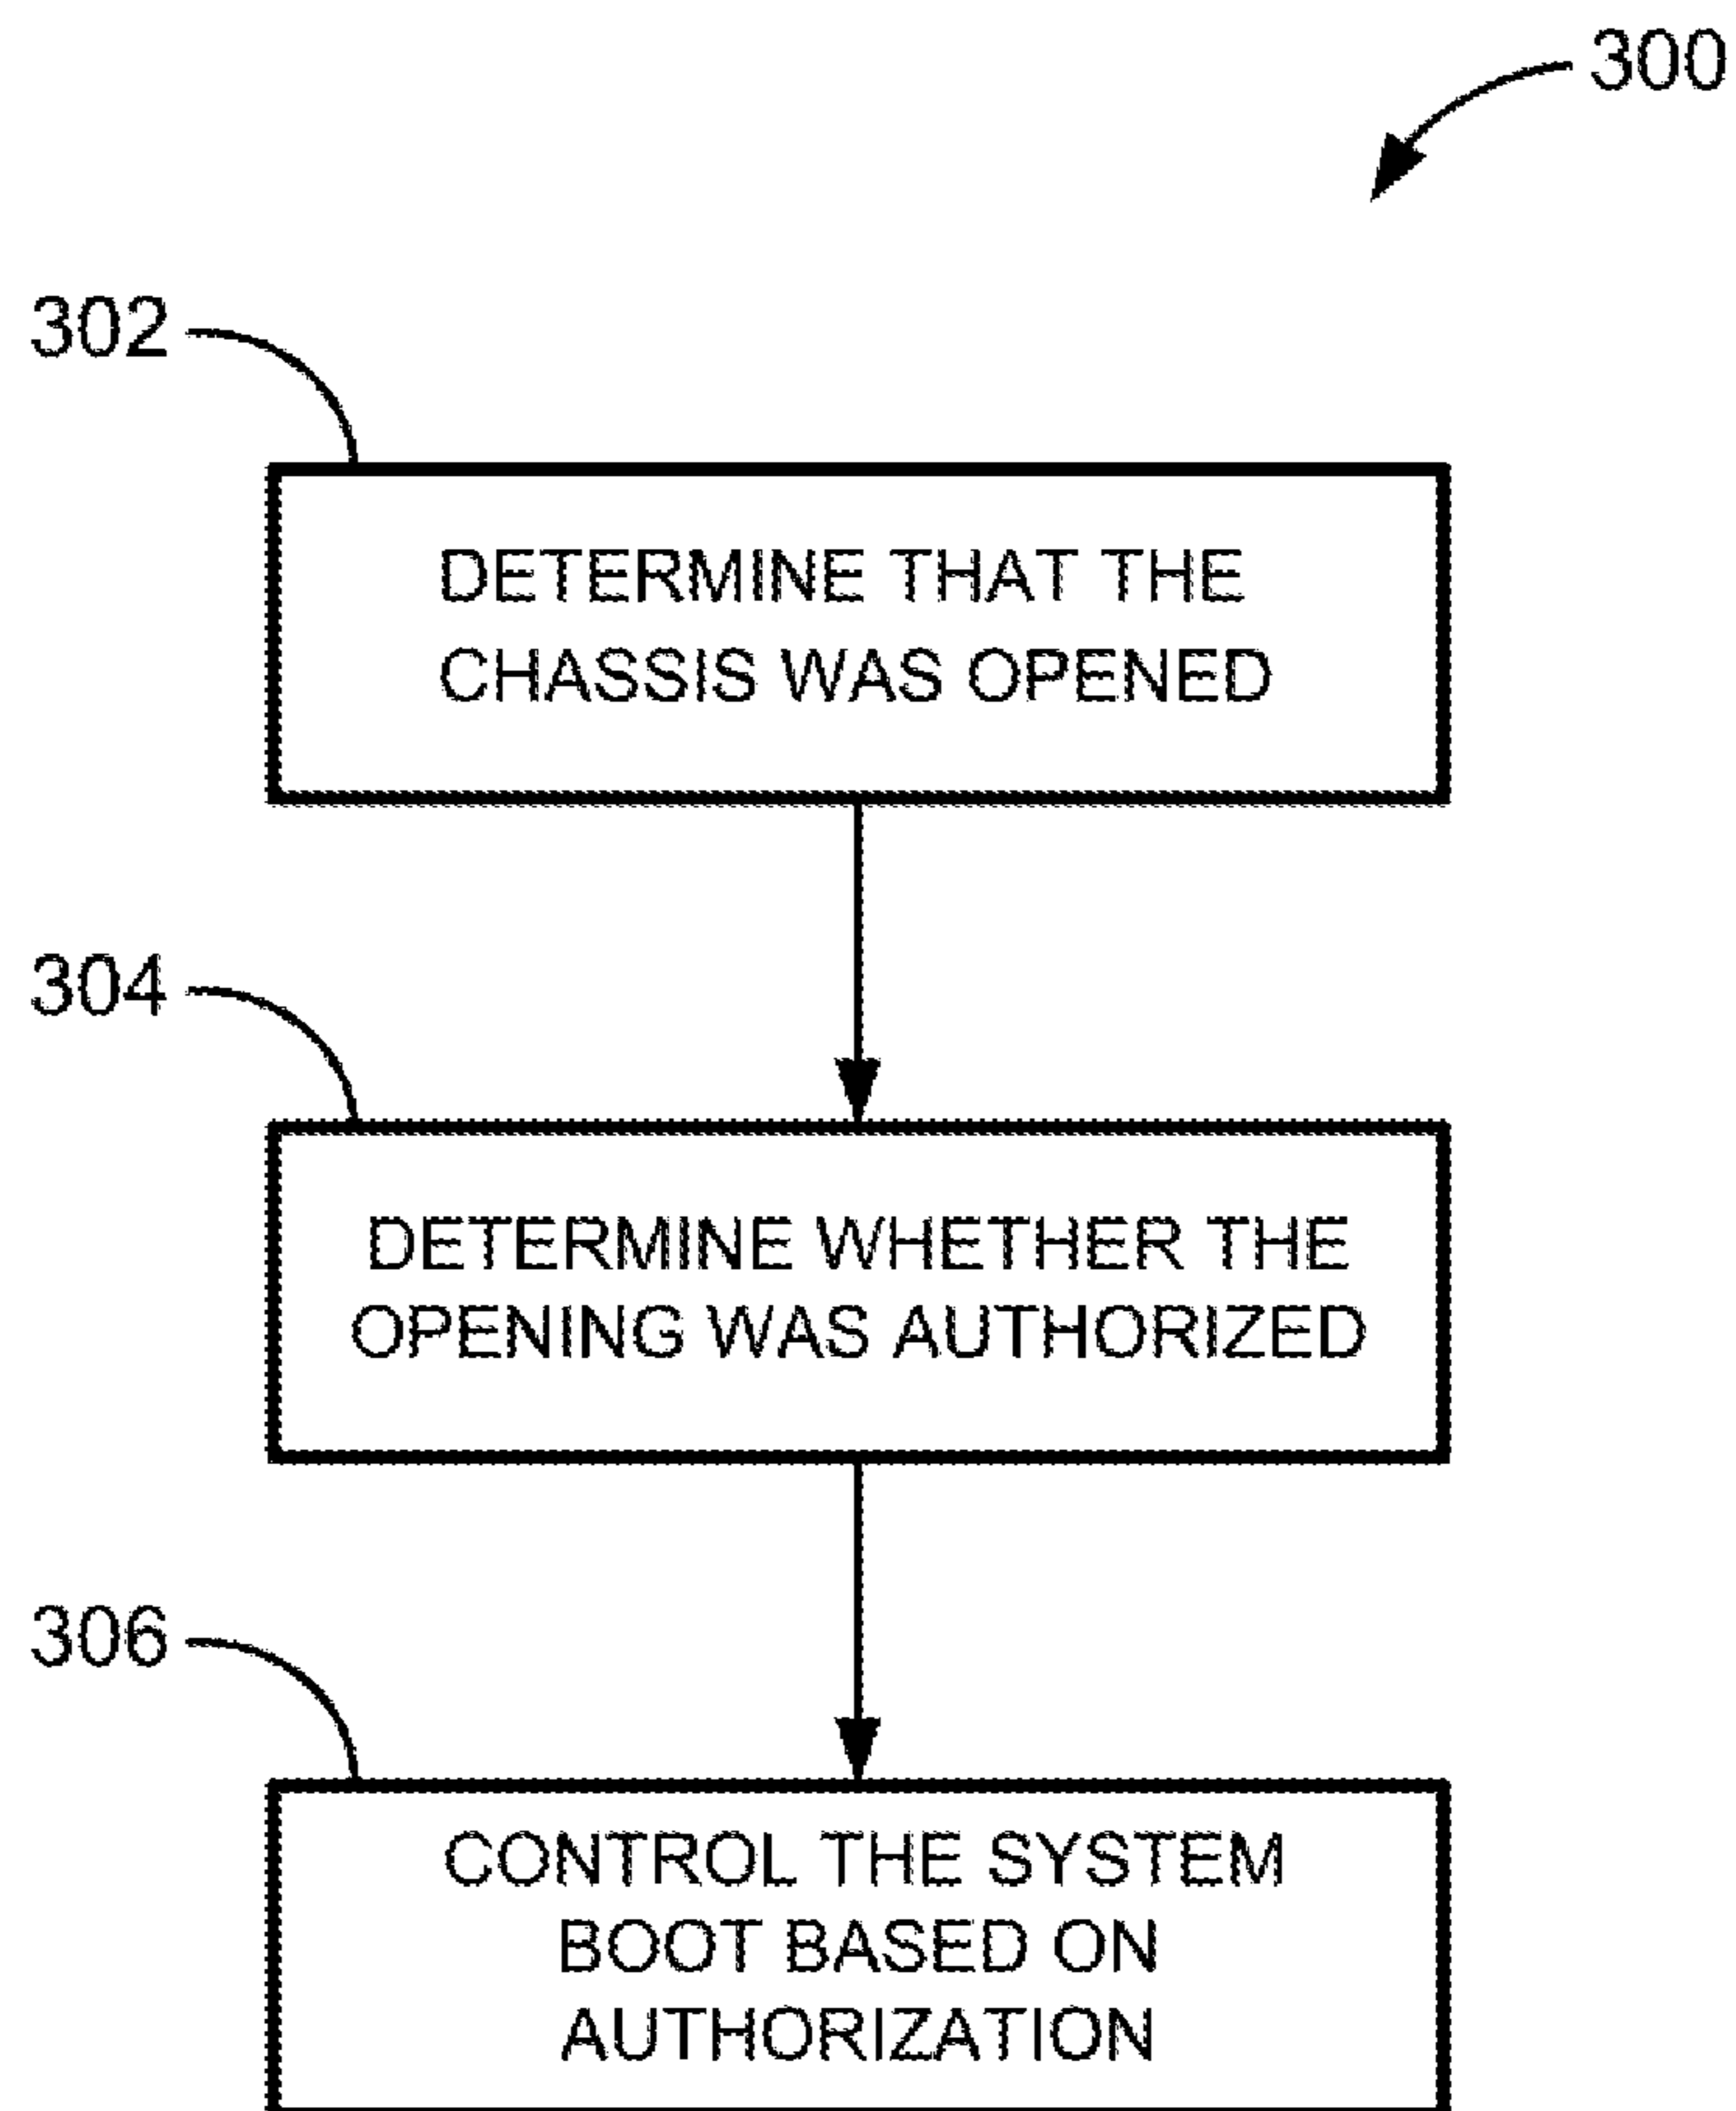 300
302
DETERMINE THAT THE
CHASSIS WAS OPENED
304
DETERMINE WHETHER THE
OPENING WAS AUTHORIZED
306
CONTROL THE SYSTEM
BOOT BASED ON
AUTHORIZATION